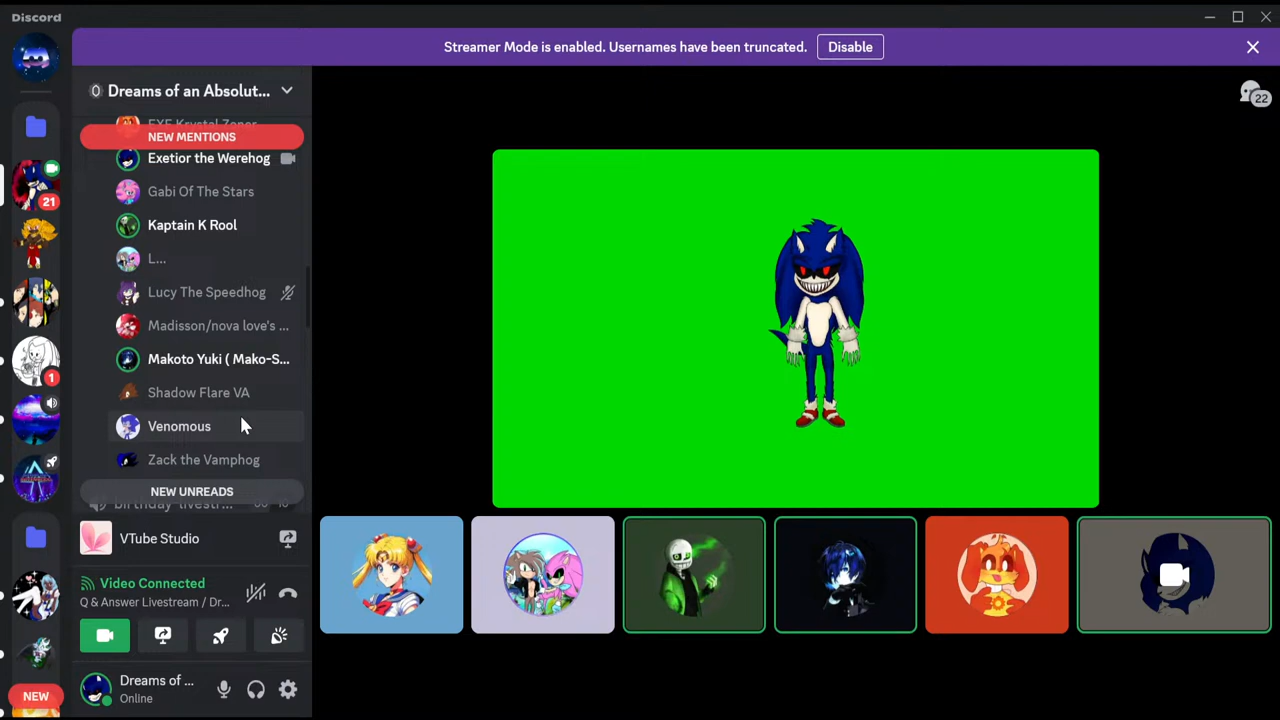 Discord
Streamer Mode is enabled. Usernames have been truncated.
Disable
Dreams of an Absolut...
22
EXE Krystal Zoner
NEW MENTIONS
Exetior the Werehog
21
Gabi Of The Stars
Kaptain K Rool
L...
Lucy The Speedhog
Madisson/nova love's ...
Makoto Yuki ( Mako-S...
1
Shadow Flare VA
Venomous
Zack the Vamphog
NEW UNREADS
VTube Studio
Video Connected
Q & Answer Livestream / Dr...
Dreams of ...
Online
NEW